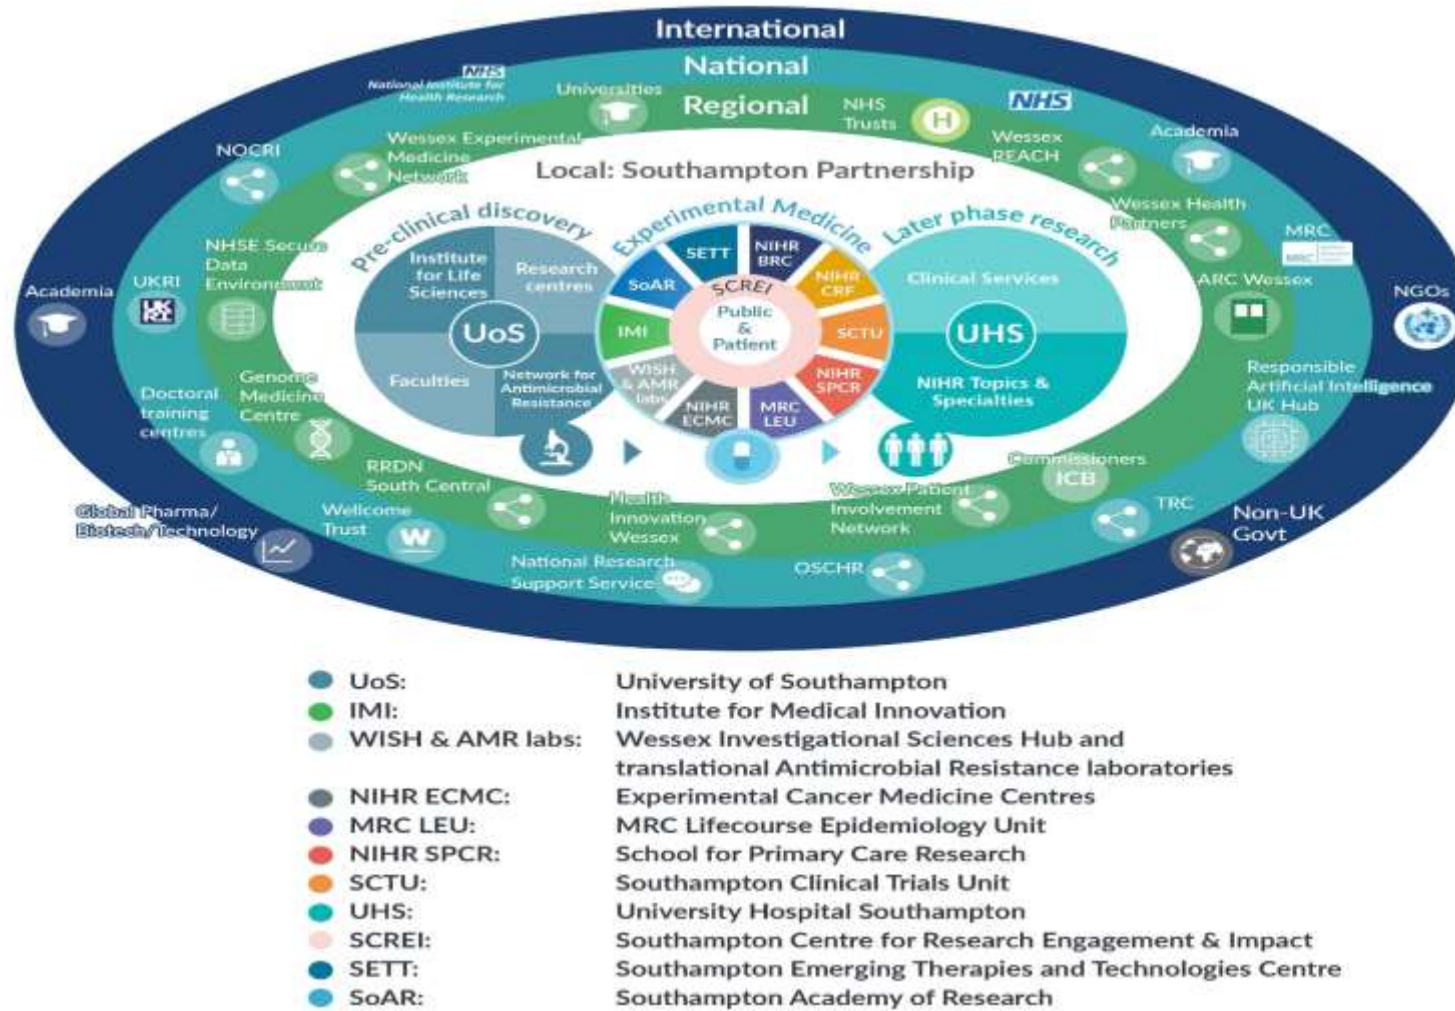 International
National
Regional
NHS
National Institute for
Health Research
Universities
NHS
Trusts
H
NHS
Wessex
REACH
Academia
NOCRI
Wessex Experimental
Medicine
Network
Local: Southampton Partnership
Wessex Health
Partners
MRC
MRC
Pre-clinical discovery
Experimental Medicine
Later phase research
NHSE Secure
Data
Environment
UKRI
Academia
ARC Wessex
NGOs
Institute
for Life
Sciences
Research
centres
UoS
Faculties
Network for
Antimicrobial
Resistance
SETT
NIHR
BRC
SoAR
NIHR
CRF
SCREI
Public
&
Patient
IMI
SCTU
WISH
& AMR
labs
NIHR
SPCR
NIHR
ECMC
MRC
LEU
Clinical Services
UHS
NIHR Topics &
Specialties
Responsible
Artificial Intelligence
UK Hub
Genome
Medicine
Centre
Doctoral
training
centres
RRDN
South Central
Health
Innovation
Wessex
Wessex Patient
Involvement
Network
Commissioners
ICB
Global Pharma/
Biotech/Technology
Wellcome
Trust
W
National Research
Support Service
OSCHR
TRC
Non-UK
Govt
UoS: University of Southampton
IMI: Institute for Medical Innovation
WISH & AMR labs: Wessex Investigational Sciences Hub and
translational Antimicrobial Resistance laboratories
NIHR ECMC: Experimental Cancer Medicine Centres
MRC LEU: MRC Lifecourse Epidemiology Unit
NIHR SPCR: School for Primary Care Research
SCTU: Southampton Clinical Trials Unit
UHS: University Hospital Southampton
SCREI: Southampton Centre for Research Engagement & Impact
SETT: Southampton Emerging Therapies and Technologies Centre
SoAR: Southampton Academy of Research